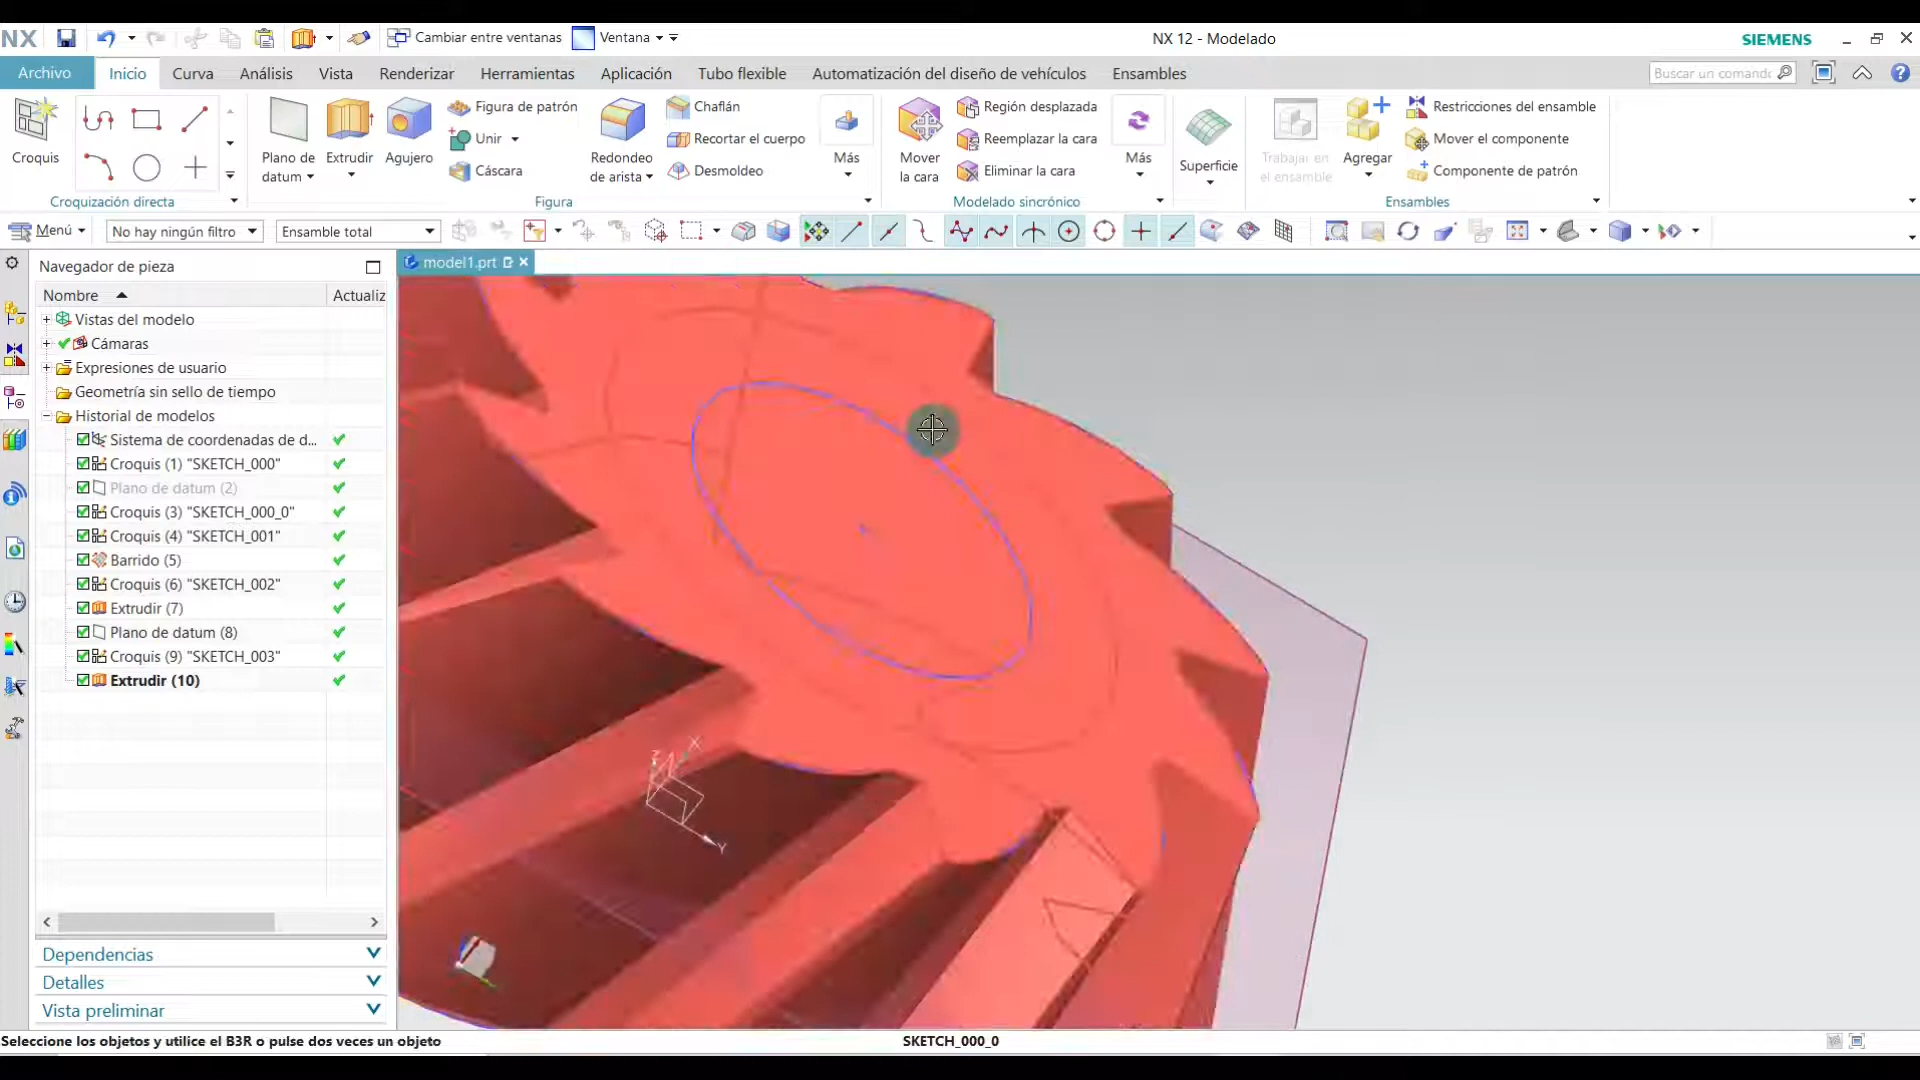 NX
Cambiar entre ventanas
Ventana
NX 12 - Modelado
SIEMENS
Archivo
Inicio
Curva
Análisis
Vista
Renderizar
Herramientas
Aplicación
Tubo flexible
Automatización del diseño de vehículos
Ensambles
Buscar un comando
Croquis
Plano de
datum
Extrudir
Agujero
Figura de patrón
Unir
Cáscara
Redondeo
de arista
Chaflán
Recortar el cuerpo
Desmoldeo
Más
Mover
la cara
Región desplazada
Reemplazar la cara
Eliminar la cara
Más
Superficie
Trabajar en
el ensamble
Agregar
Restricciones del ensamble
Mover el componente
Componente de patrón
Croquización directa
Figura
Modelado sincrónico
Ensambles
Menú
No hay ningún filtro
Ensamble total
Navegador de pieza
model1.prt
Nombre
Actualiz
Vistas del modelo
Cámaras
Expresiones de usuario
Geometría sin sello de tiempo
Historial de modelos
Sistema de coordenadas de d...
Croquis (1) "SKETCH_000"
Plano de datum (2)
Croquis (3) "SKETCH_000_0"
Croquis (4) "SKETCH_001"
Barrido (5)
Croquis (6) "SKETCH_002"
Extrudir (7)
Plano de datum (8)
Croquis (9) "SKETCH_003"
Extrudir (10)
Z
X
Y
Dependencias
Detalles
Vista preliminar
Seleccione los objetos y utilice el B3R o pulse dos veces un objeto
SKETCH_000_0